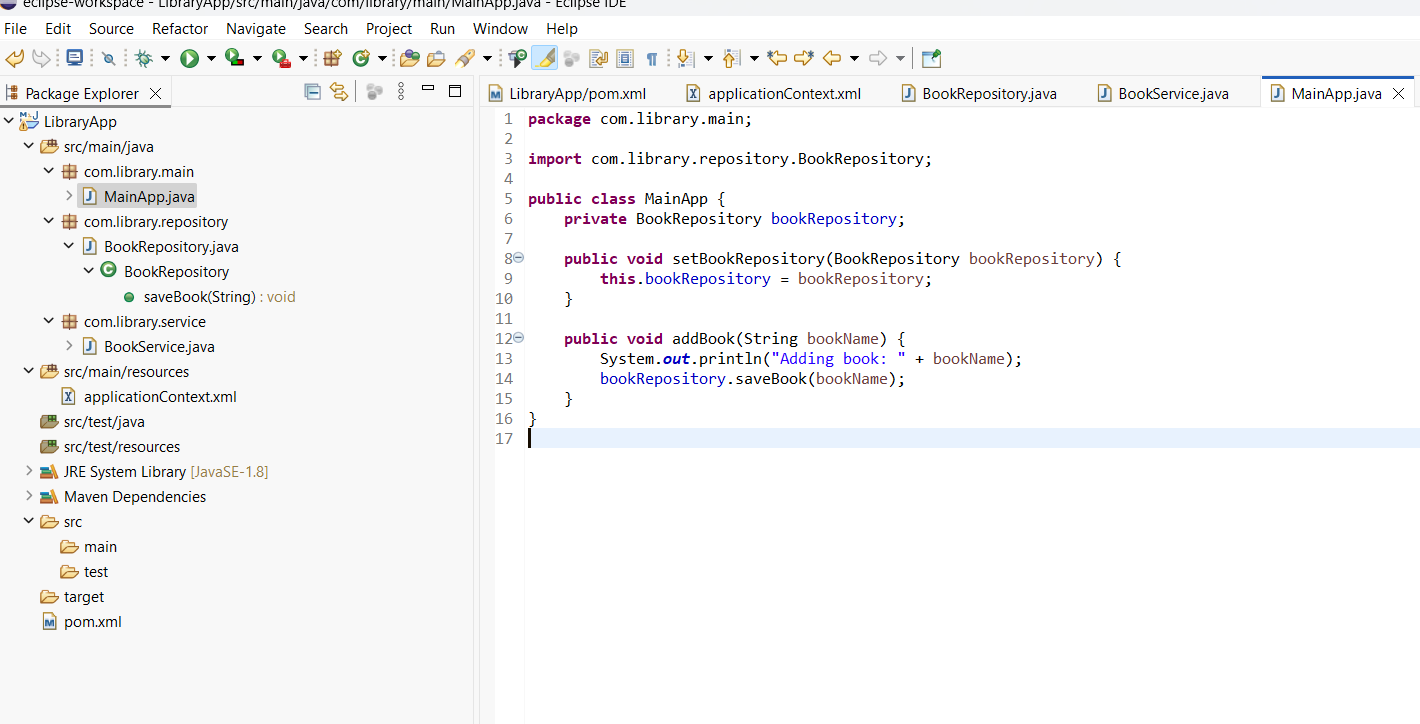 eclipse-workspace - LibraryApp/src/main/java/com/library/main/MainApp.java - Eclipse IDE
File Edit Source Refactor Navigate Search Project Run Window Help
Package Explorer
LibraryApp
src/main/java
com.library.main
MainApp.java
com.library.repository
BookRepository.java
BookRepository
saveBook(String) : void
com.library.service
BookService.java
src/main/resources
applicationContext.xml
src/test/java
src/test/resources
JRE System Library [JavaSE-1.8]
Maven Dependencies
src
main
test
target
pom.xml
LibraryApp/pom.xml applicationContext.xml BookRepository.java BookService.java MainApp.java
1 package com.library.main;
2
3 import com.library.repository.BookRepository;
4
5 public class MainApp {
6     private BookRepository bookRepository;
7
8     public void setBookRepository(BookRepository bookRepository) {
9         this.bookRepository = bookRepository;
10     }
11
12     public void addBook(String bookName) {
13         System.out.println("Adding book: " + bookName);
14         bookRepository.saveBook(bookName);
15     }
16 }
17